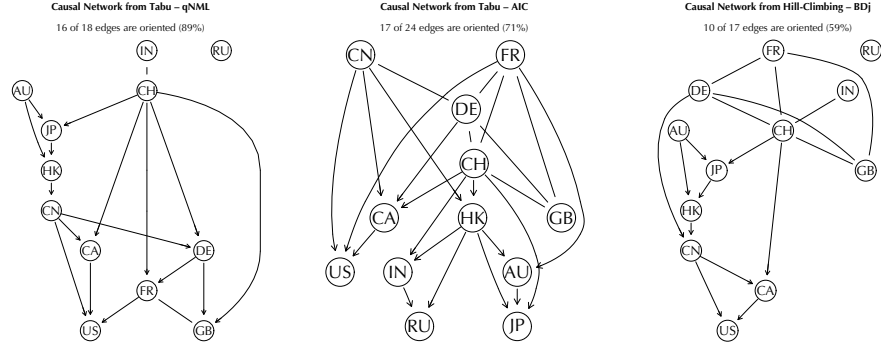 Causal Network from Tabu – qNML
16 of 18 edges are oriented (89%)
IN
RU
AU
CH
JP
HK
CN
CA
DE
FR
US
GB
Causal Network from Tabu – AIC
17 of 24 edges are oriented (71%)
CN
FR
DE
CH
CA
HK
GB
US
IN
AU
RU
JP
Causal Network from Hill-Climbing – BDj
10 of 17 edges are oriented (59%)
FR
RU
DE
IN
AU
CH
JP
GB
HK
CN
CA
US